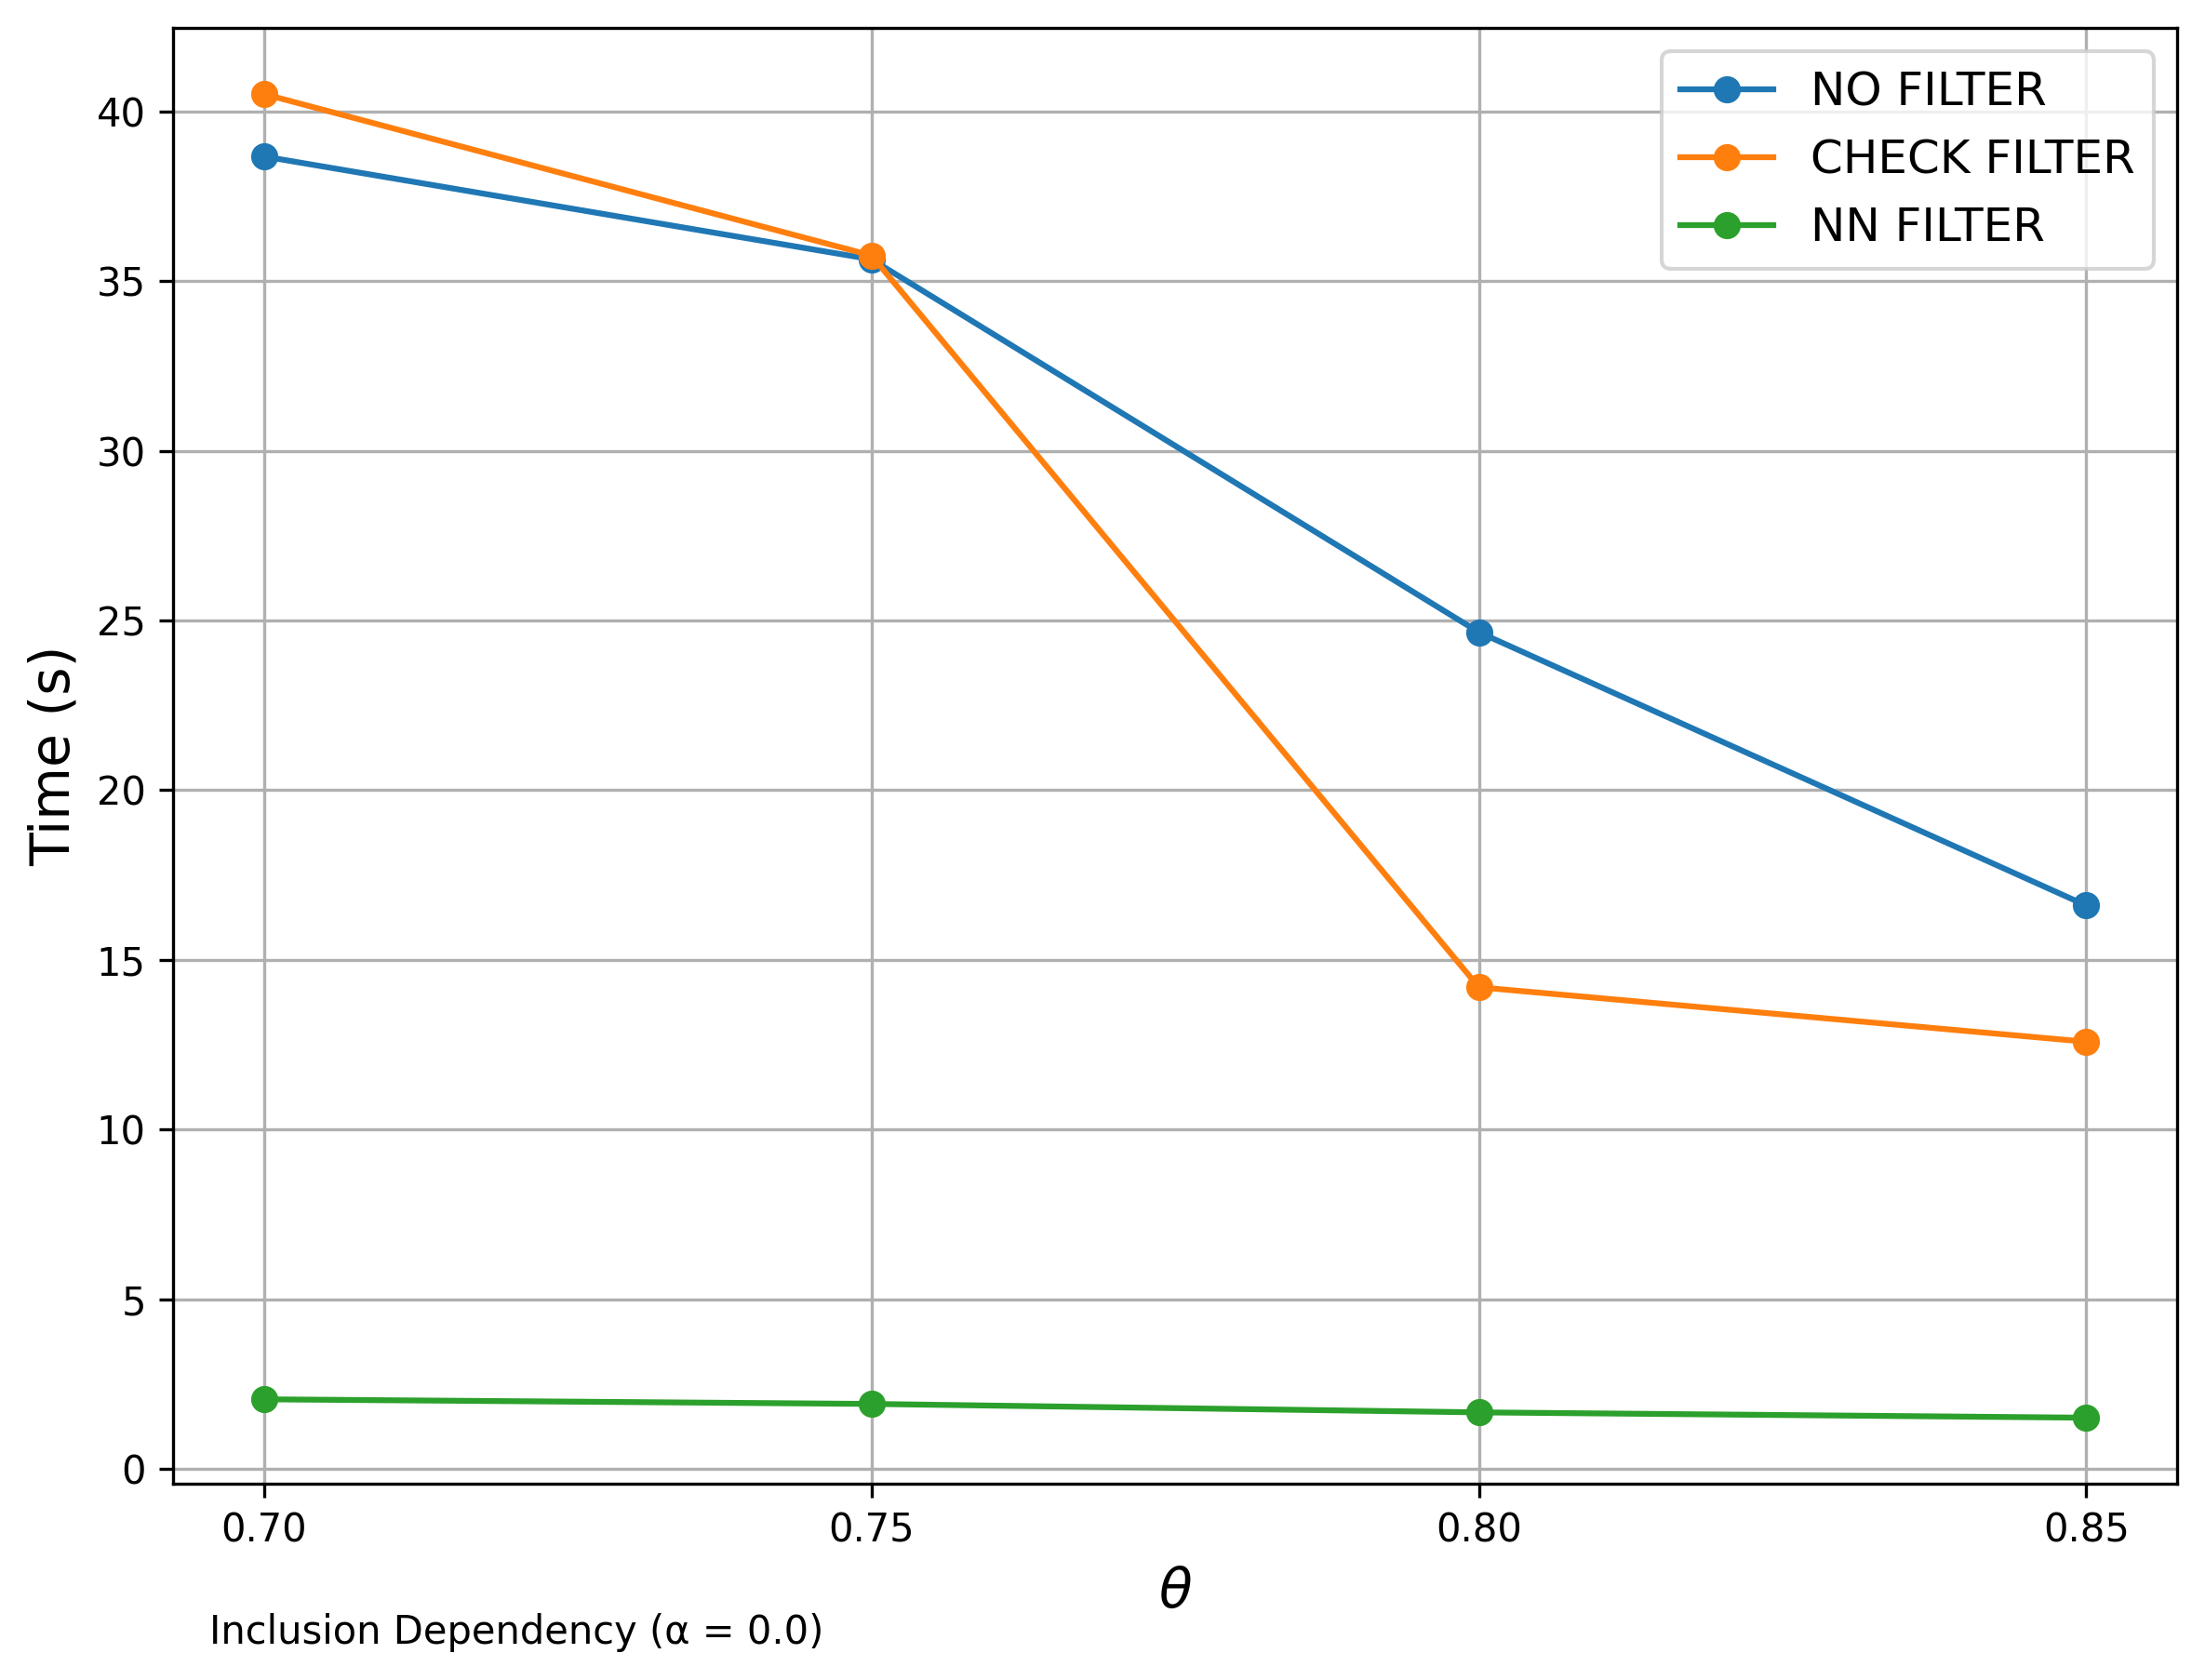 NO FILTER
CHECK FILTER
NN FILTER
Time (s)
40
35
30
25
20
15
10
5
0
0.70 0.75 0.80 0.85
θ
Inclusion Dependency (α = 0.0)